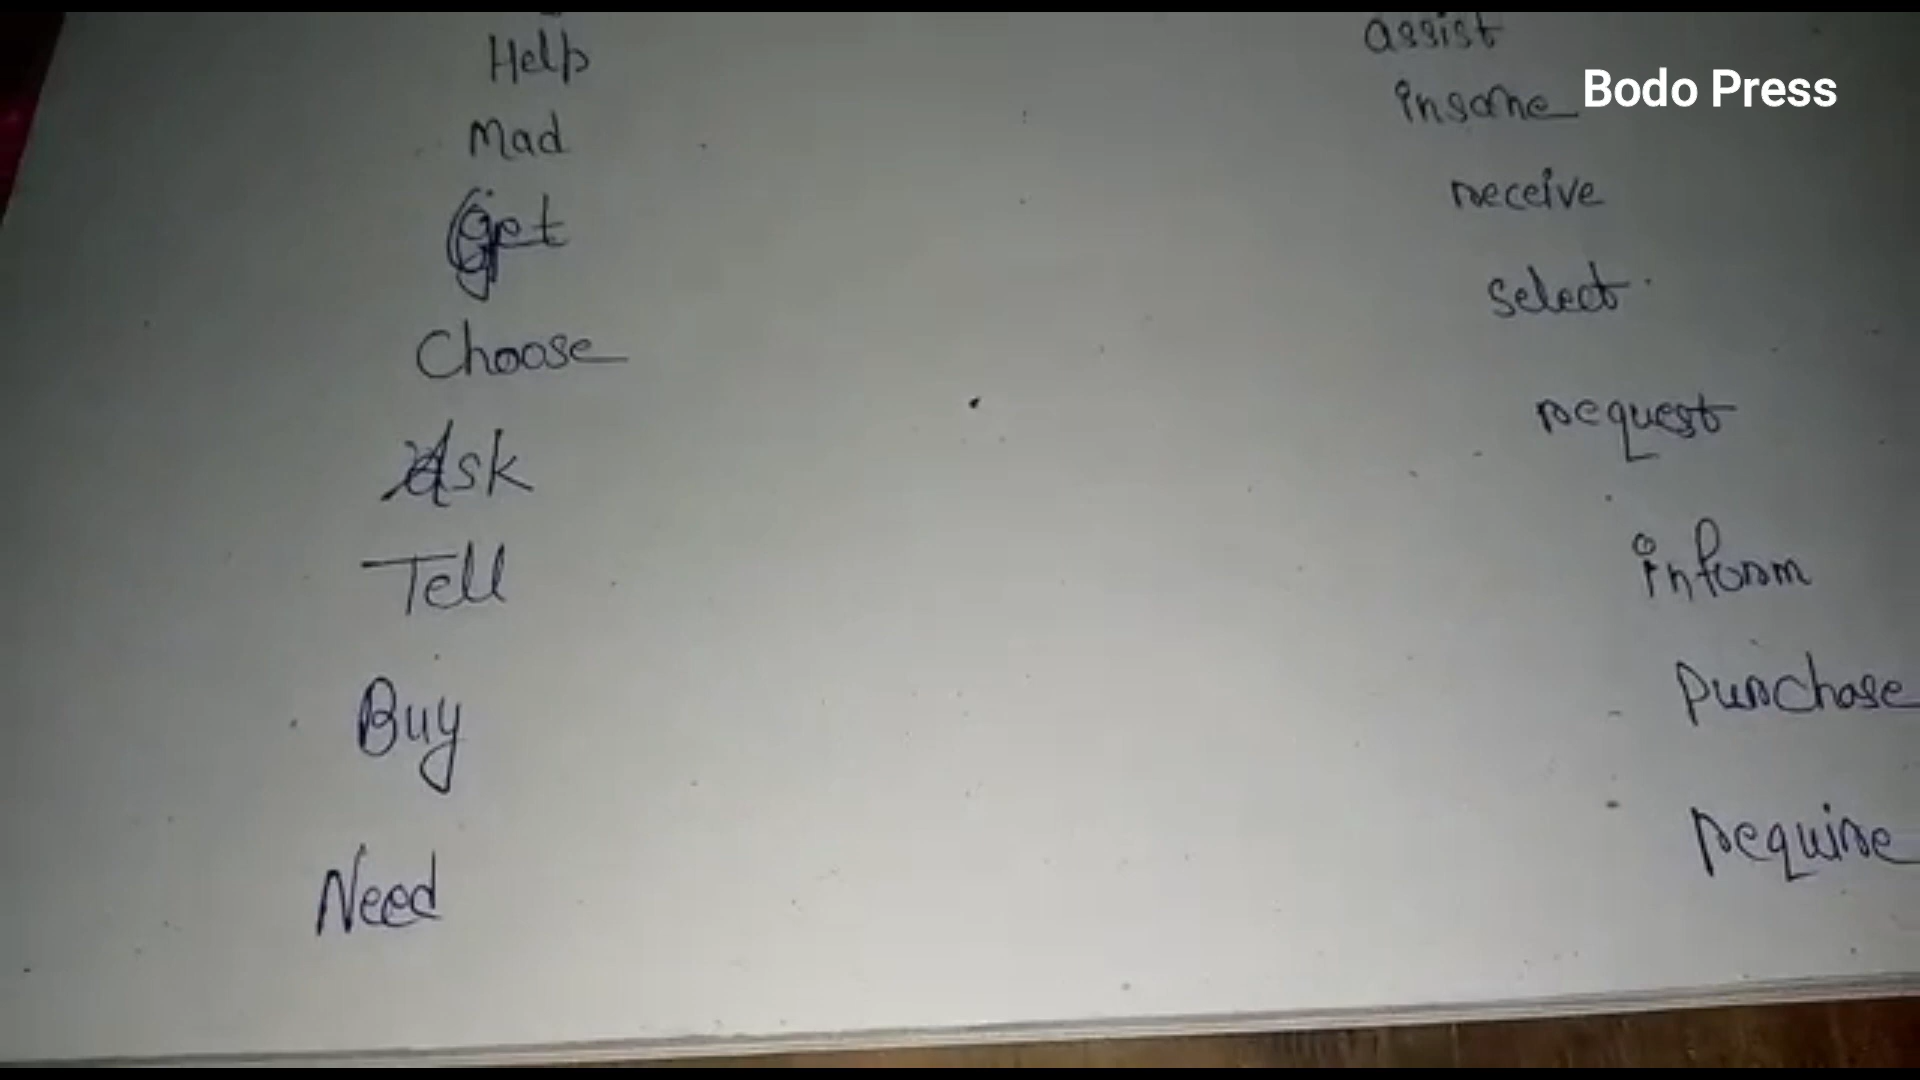 Help assist
Bodo Press
Mad insane
Get receive
Choose select
Ask request
Tell inform
Buy purchase
Need require